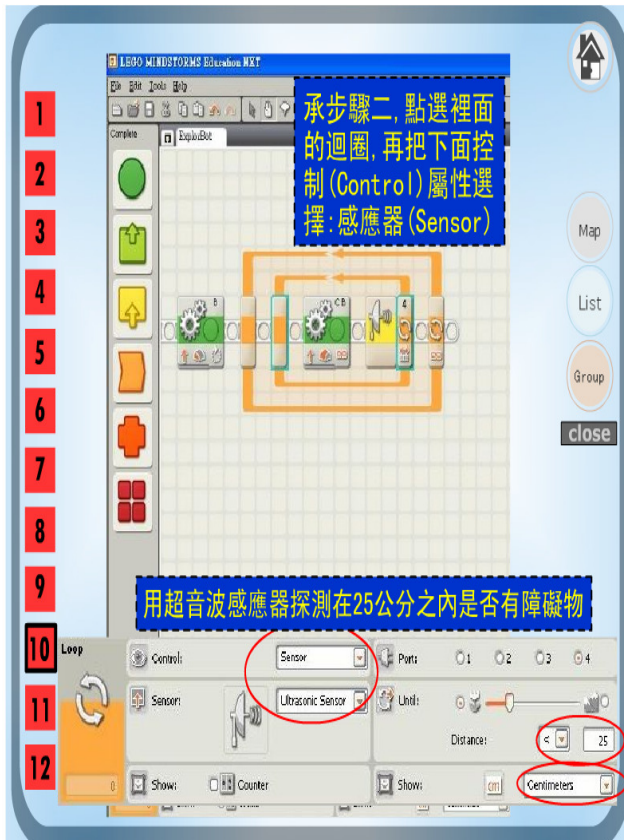 LEGO MINDSTORMS Education NXT
File Edit Tools Help
Complete
ExplorBot
承步驟二,點選裡面
的迴圈,再把下面控
制(Control)屬性選
擇:感應器(Sensor)
1
2
3
4
5
6
7
8
9
10
11
12
Map
List
Group
close
B
CB
4
用超音波感應器探測在25公分之內是否有障礙物
Loop
Control:
Sensor
Port:
1
2
3
4
Sensor:
Ultrasonic Sensor
Until:
Distance:
<
25
0
Show:
Counter
Show:
cm
Centimeters